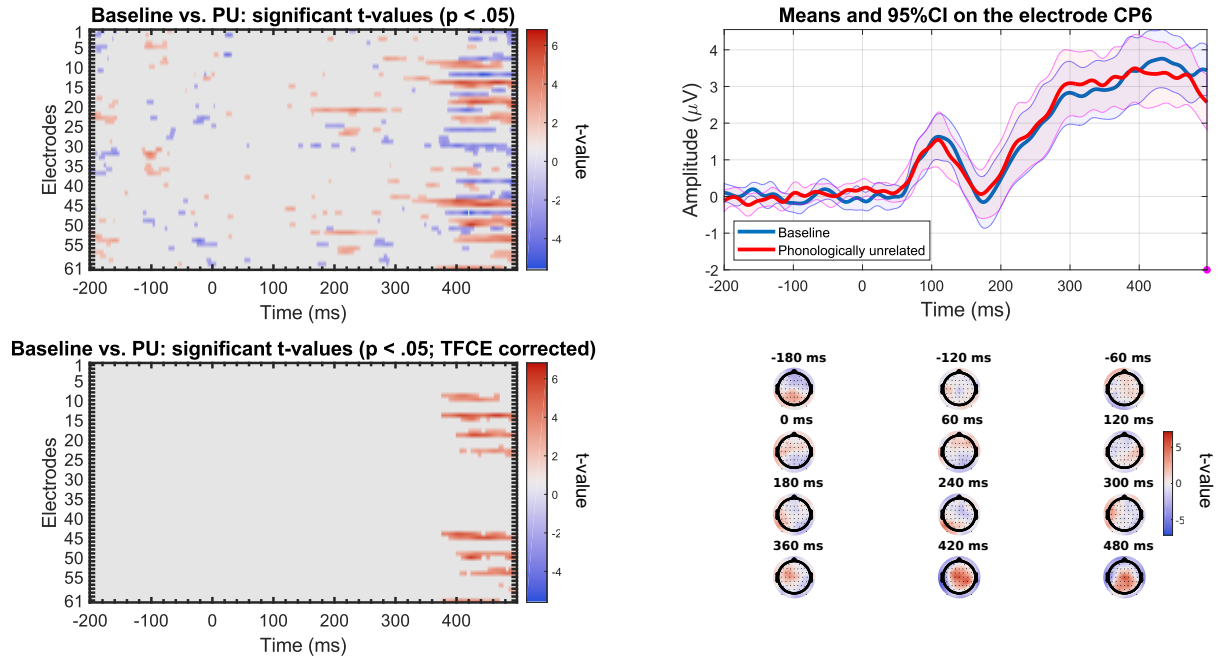 Baseline vs. PU: significant t-values (p < .05)
Electrodes
1
5
10
15
20
25
30
35
40
45
50
55
61
-200 -100 0 100 200 300 400
Time (ms)
6
4
2
0
-2
-4
t-value
Means and 95%CI on the electrode CP6
Amplitude (μV)
4
3
2
1
0
-1
-2
Baseline
Phonologically unrelated
-200 -100 0 100 200 300 400
Time (ms)
Baseline vs. PU: significant t-values (p < .05; TFCE corrected)
Electrodes
1
5
10
15
20
25
30
35
40
45
50
55
61
-200 -100 0 100 200 300 400
Time (ms)
6
4
2
0
-2
-4
t-value
-180 ms -120 ms -60 ms
0 ms 60 ms 120 ms
180 ms 240 ms 300 ms
360 ms 420 ms 480 ms
5
0
-5
t-value